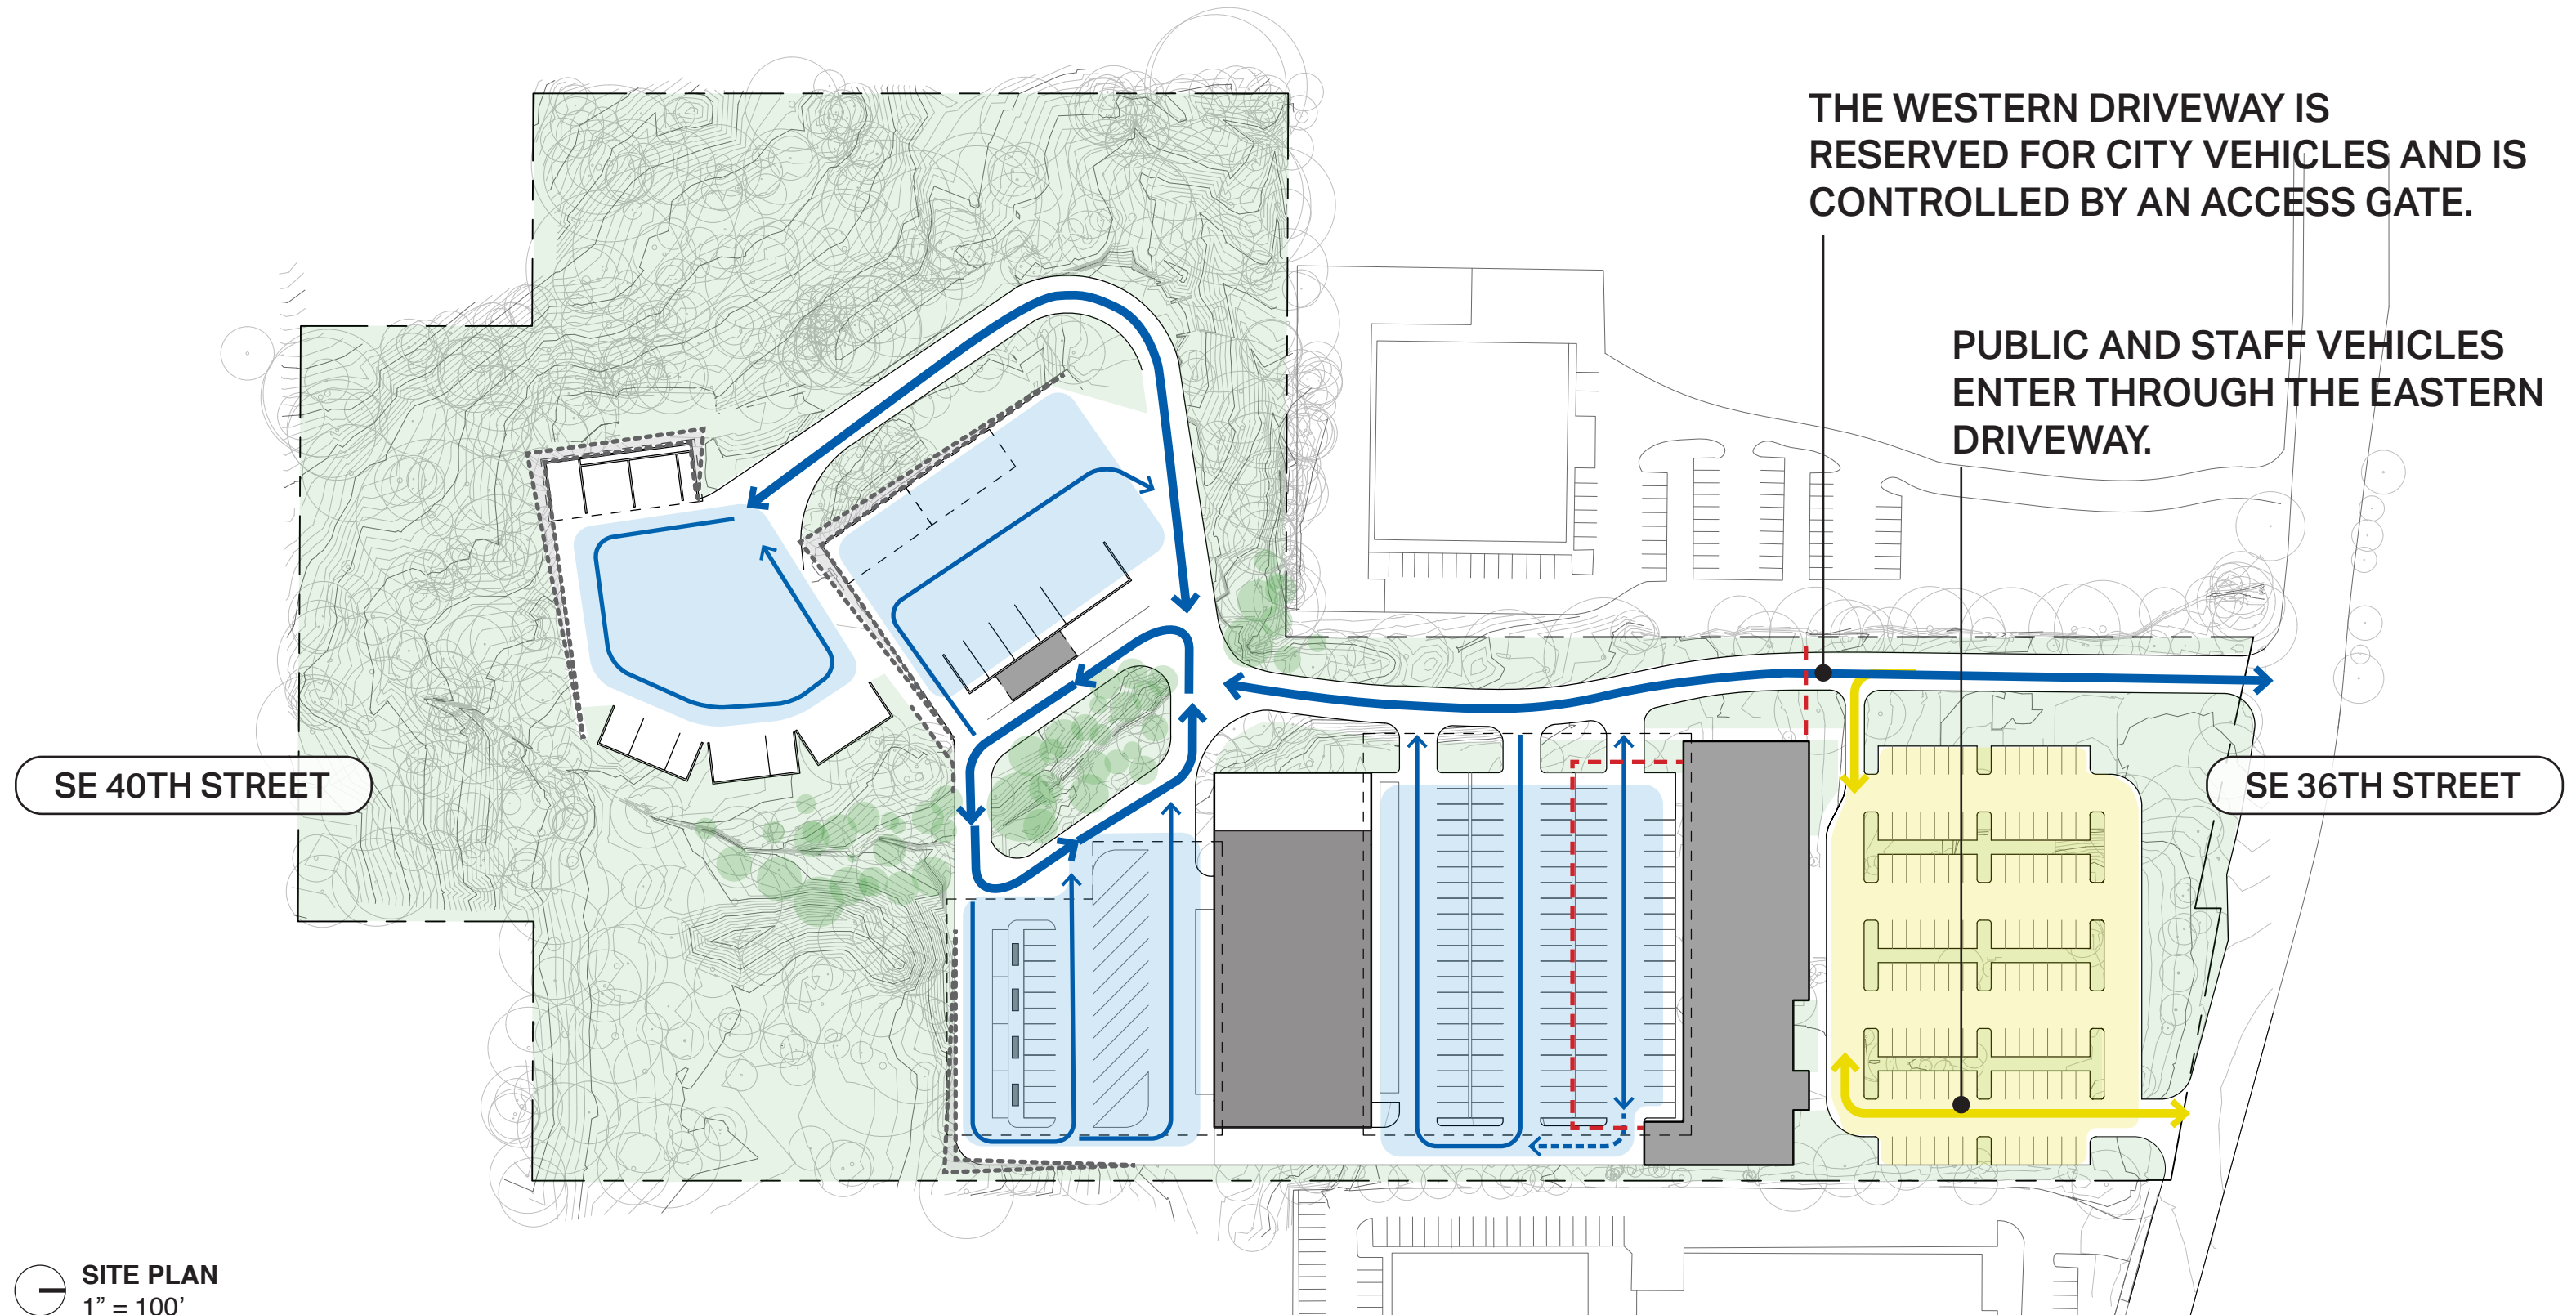 THE WESTERN DRIVEWAY IS
RESERVED FOR CITY VEHICLES AND IS
CONTROLLED BY AN ACCESS GATE.
PUBLIC AND STAFF VEHICLES
ENTER THROUGH THE EASTERN
DRIVEWAY.
SE 40TH STREET
SE 36TH STREET
SITE PLAN
1” = 100’